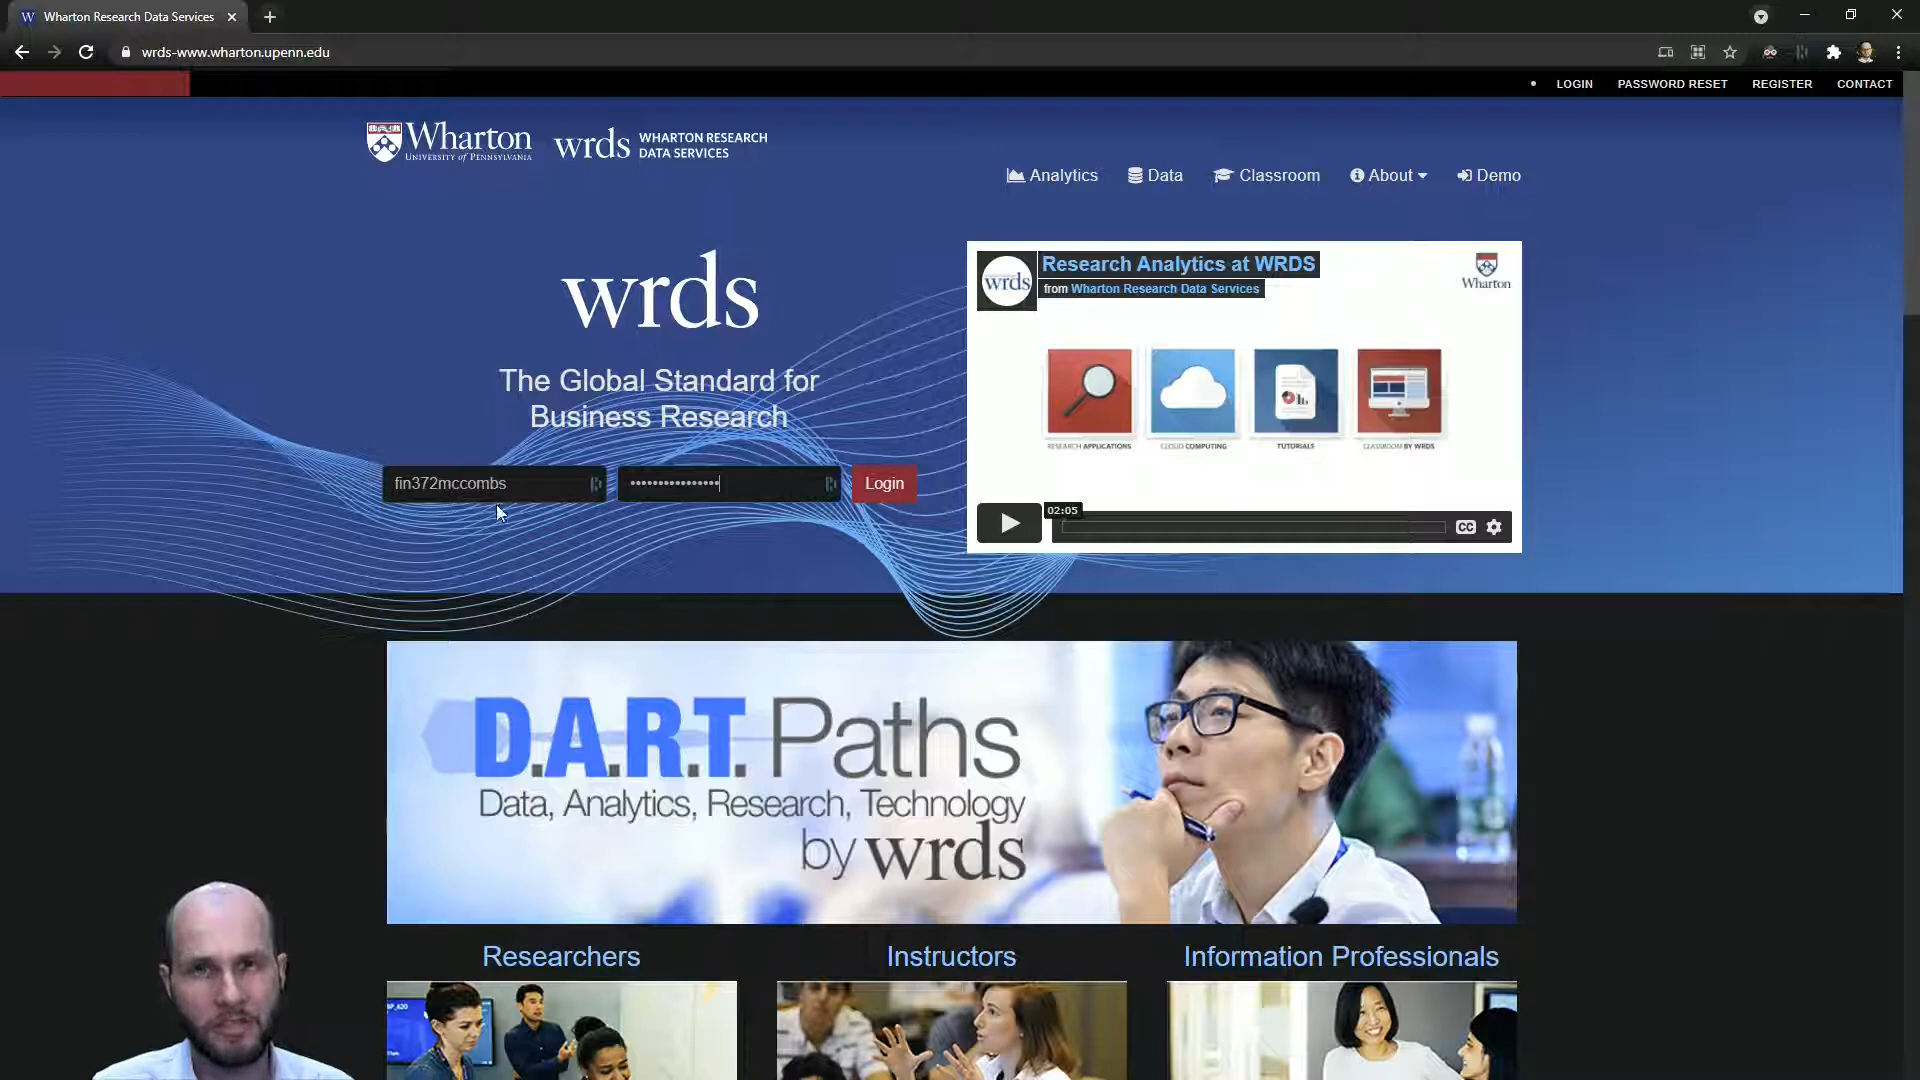 Wharton Research Data Services
wrds-www.wharton.upenn.edu
LOGIN PASSWORD RESET REGISTER CONTACT
Wharton
UNIVERSITY of PENNSYLVANIA
wrds WHARTON RESEARCH
DATA SERVICES
Analytics Data Classroom About Demo
wrds
The Global Standard for
Business Research
fin372mccombs •••••••••••••••• Login
wrds
Research Analytics at WRDS
from Wharton Research Data Services
Wharton
RESEARCH APPLICATIONS CLOUD COMPUTING TUTORIALS CLASSROOM BY WRDS
02:05
CC
D.A.R.T. Paths
Data, Analytics, Research, Technology
by wrds
Researchers Instructors Information Professionals